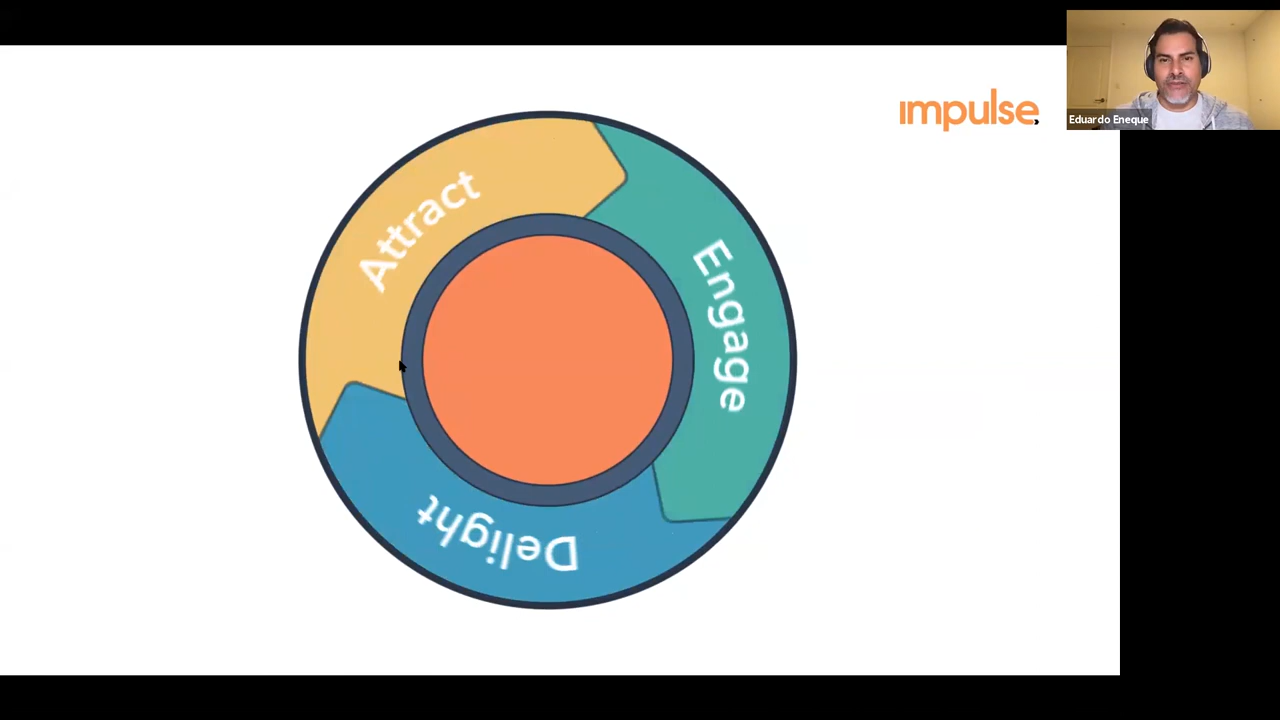 impulse.
Eduardo Eneque
Attract
Engage
Delight